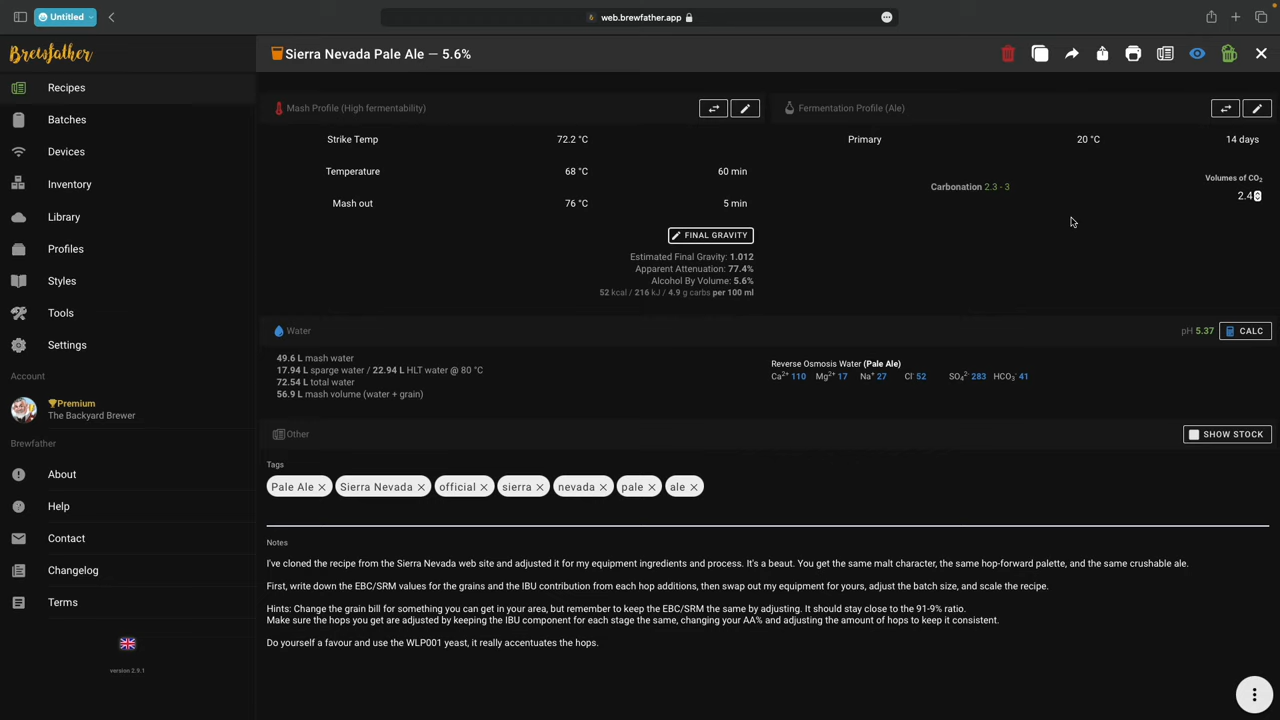 Untitled
web.brewfather.app
Brewfather
Sierra Nevada Pale Ale — 5.6%
Recipes
Batches
Devices
Inventory
Library
Profiles
Styles
Tools
Settings
Account
Premium
The Backyard Brewer
Brewfather
About
Help
Contact
Changelog
Terms
version 2.9.1
Mash Profile (High fermentability)
Strike Temp 72.2 °C
Temperature 68 °C 60 min
Mash out 76 °C 5 min
FINAL GRAVITY
Estimated Final Gravity: 1.012
Apparent Attenuation: 77.4%
Alcohol By Volume: 5.6%
52 kcal / 216 kJ / 4.9 g carbs per 100 ml
Fermentation Profile (Ale)
Primary 20 °C 14 days
Volumes of CO2
Carbonation 2.3 - 3
2.4
Water
pH 5.37 CALC
49.6 L mash water
17.94 L sparge water / 22.94 L HLT water @ 80 °C
72.54 L total water
56.9 L mash volume (water + grain)
Reverse Osmosis Water (Pale Ale)
Ca2+ 110 Mg2+ 17 Na+ 27 Cl- 52 SO42- 283 HCO3- 41
Other
SHOW STOCK
Tags
Pale Ale Sierra Nevada official sierra nevada pale ale
Notes
I've cloned the recipe from the Sierra Nevada web site and adjusted it for my equipment ingredients and process. It's a beaut. You get the same malt character, the same hop-forward palette, and the same crushable ale.
First, write down the EBC/SRM values for the grains and the IBU contribution from each hop additions, then swap out my equipment for yours, adjust the batch size, and scale the recipe.
Hints: Change the grain bill for something you can get in your area, but remember to keep the EBC/SRM the same by adjusting. It should stay close to the 91-9% ratio.
Make sure the hops you get are adjusted by keeping the IBU component for each stage the same, changing your AA% and adjusting the amount of hops to keep it consistent.
Do yourself a favour and use the WLP001 yeast, it really accentuates the hops.